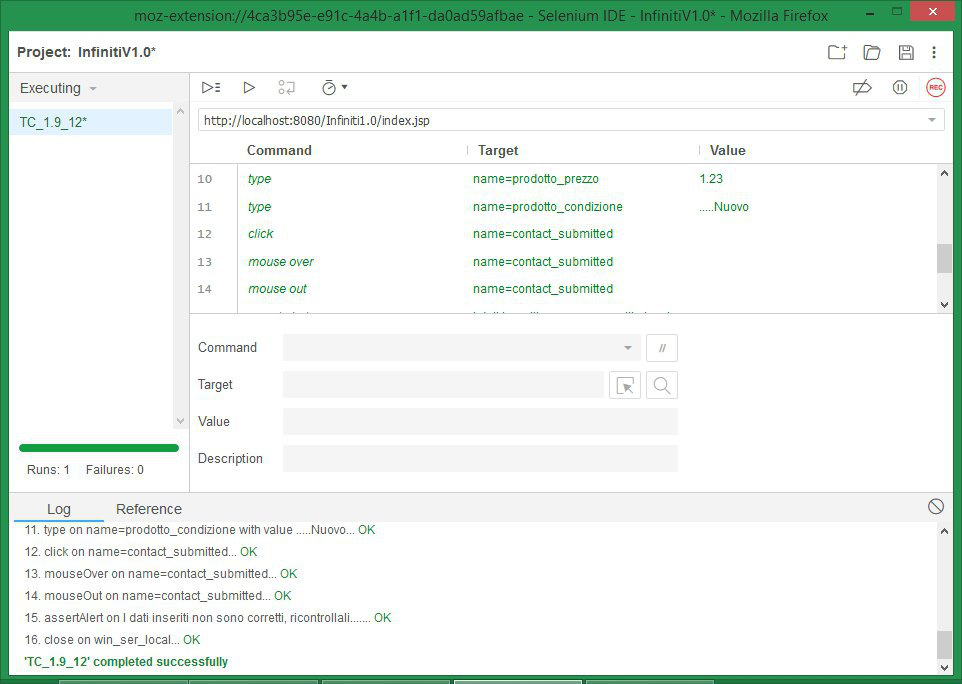 moz-extension://4ca3b95e-e91c-4a4b-a1f1-da0ad59afbae - Selenium IDE - InfinitiV1.0* - Mozilla Firefox
Project: InfinitiV1.0*
Executing
TC_1.9_12*
REC
http://localhost:8080/Infiniti1.0/index.jsp
Command Target Value
10 type name=prodotto_prezzo 1.23
11 type name=prodotto_condizione .....Nuovo
12 click name=contact_submitted
13 mouse over name=contact_submitted
14 mouse out name=contact_submitted
Command //
Target
Value
Description
Runs: 1 Failures: 0
Log Reference
11. type on name=prodotto_condizione with value .....Nuovo... OK
12. click on name=contact_submitted... OK
13. mouseOver on name=contact_submitted... OK
14. mouseOut on name=contact_submitted... OK
15. assertAlert on I dati inseriti non sono corretti, ricontrollali....... OK
16. close on win_ser_local... OK
'TC_1.9_12' completed successfully